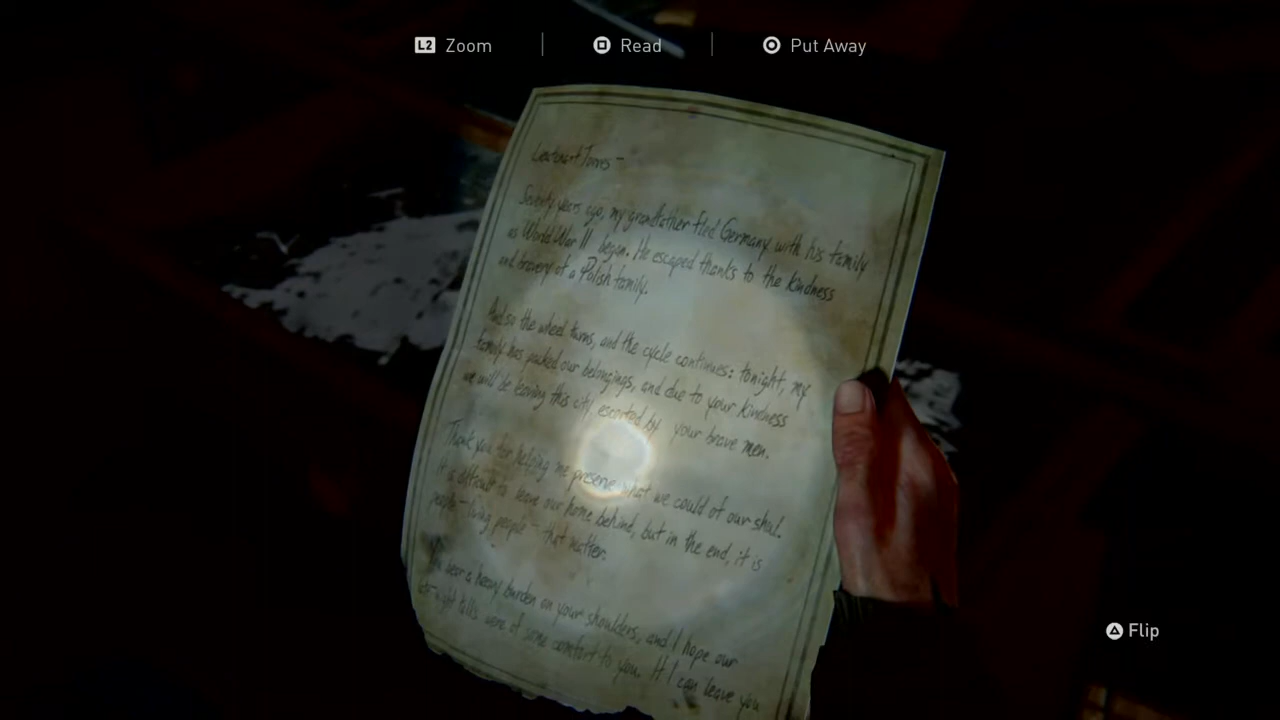 L2 Zoom | Read | Put Away
Lieutenant Torres -
Seventy years ago, my grandfather fled Germany with his family
as World War II began. He escaped thanks to the kindness
and bravery of a Polish family.
And so the wheel turns, and the cycle continues: tonight, my
family has packed our belongings, and due to your kindness
we will be leaving this city, escorted by your brave men.
Thank you for helping me preserve what we could of our shul.
It is difficult to leave our home behind, but in the end, it is
people - living people - that matter.
You bear a heavy burden on your shoulders, and I hope our
late-night talks were of some comfort to you. If I can leave you
Flip